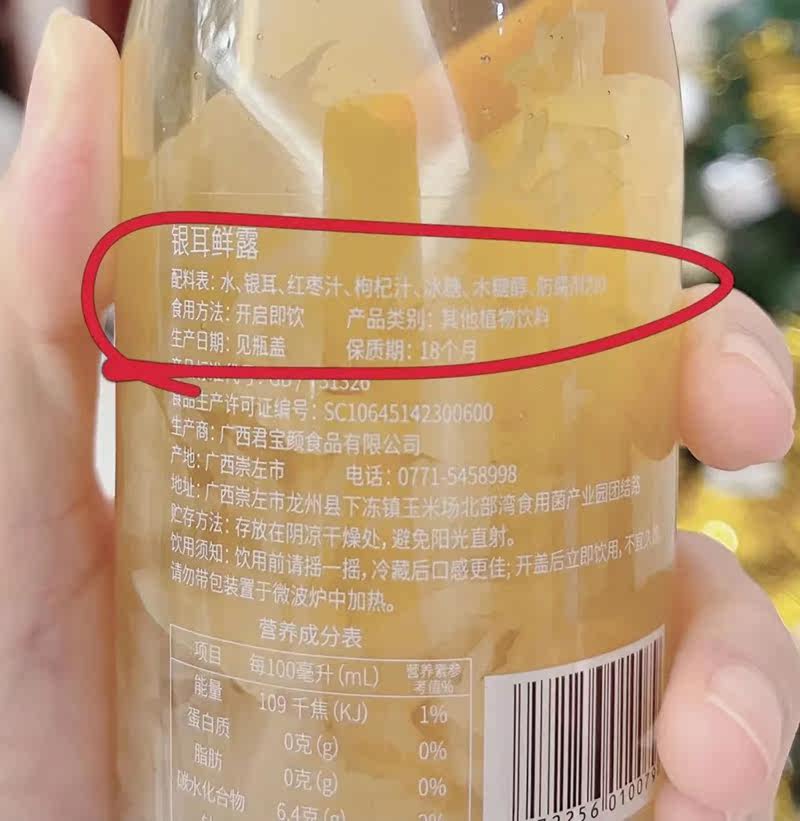 银耳鲜露
配料表: 水、银耳、红枣汁、枸杞汁、冰糖、木糖醇、防腐剂
食用方法: 开启即饮 产品类别: 其他植物饮料
生产日期: 见瓶盖 保质期: 18个月
产品标准代号: GB/T 31326
食品生产许可证编号: SC10645142300600
生产商: 广西君宝颜食品有限公司
产地: 广西崇左市 电话: 0771-5458998
地址: 广西崇左市龙州县下冻镇玉米场北部湾食用菌产业园团结路
贮存方法: 存放在阴凉干燥处, 避免阳光直射。
饮用须知: 饮用前请摇一摇, 冷藏后口感更佳; 开盖后立即饮用, 不宜久
请勿带包装置于微波炉中加热。
营养成分表
项目 每100毫升(mL) 营养素参考值%
能量 109 千焦(KJ) 1%
蛋白质 0克(g) 0%
脂肪 0克(g) 0%
碳水化合物 6.4克(g)